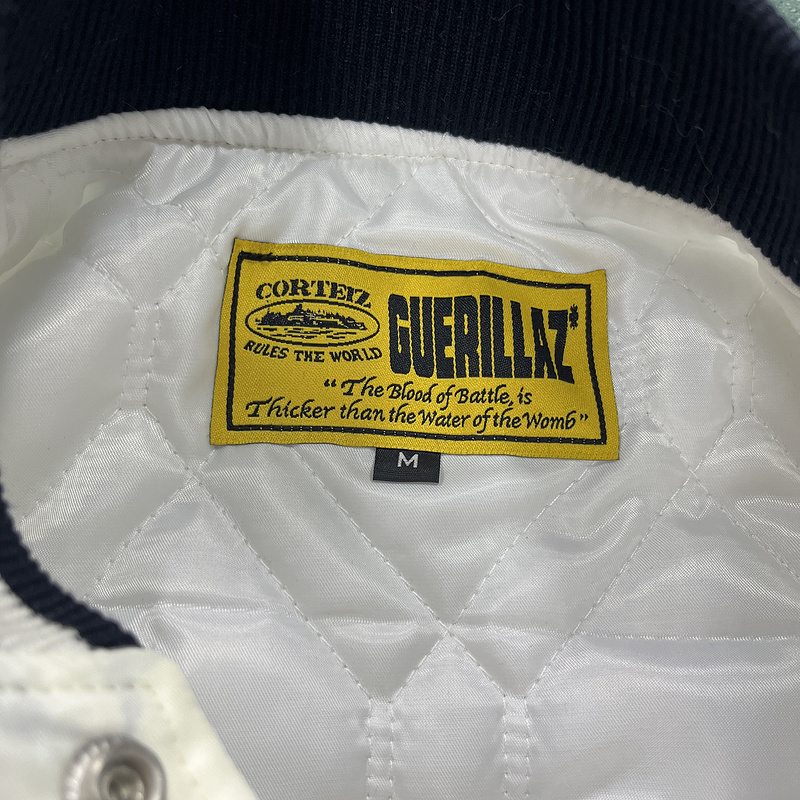 CORTEIZ
RULES THE WORLD
GUERILLAZ*
"The Blood of Battle, is
Thicker than the Water of the Womb"
M